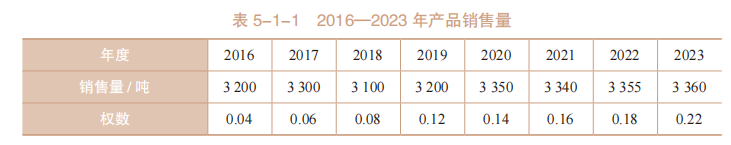 表 5-1-1 2016—2023 年产品销售量
年度 2016 2017 2018 2019 2020 2021 2022 2023
销售量 / 吨 3 200 3 300 3 100 3 200 3 350 3 340 3 355 3 360
权数 0.04 0.06 0.08 0.12 0.14 0.16 0.18 0.22